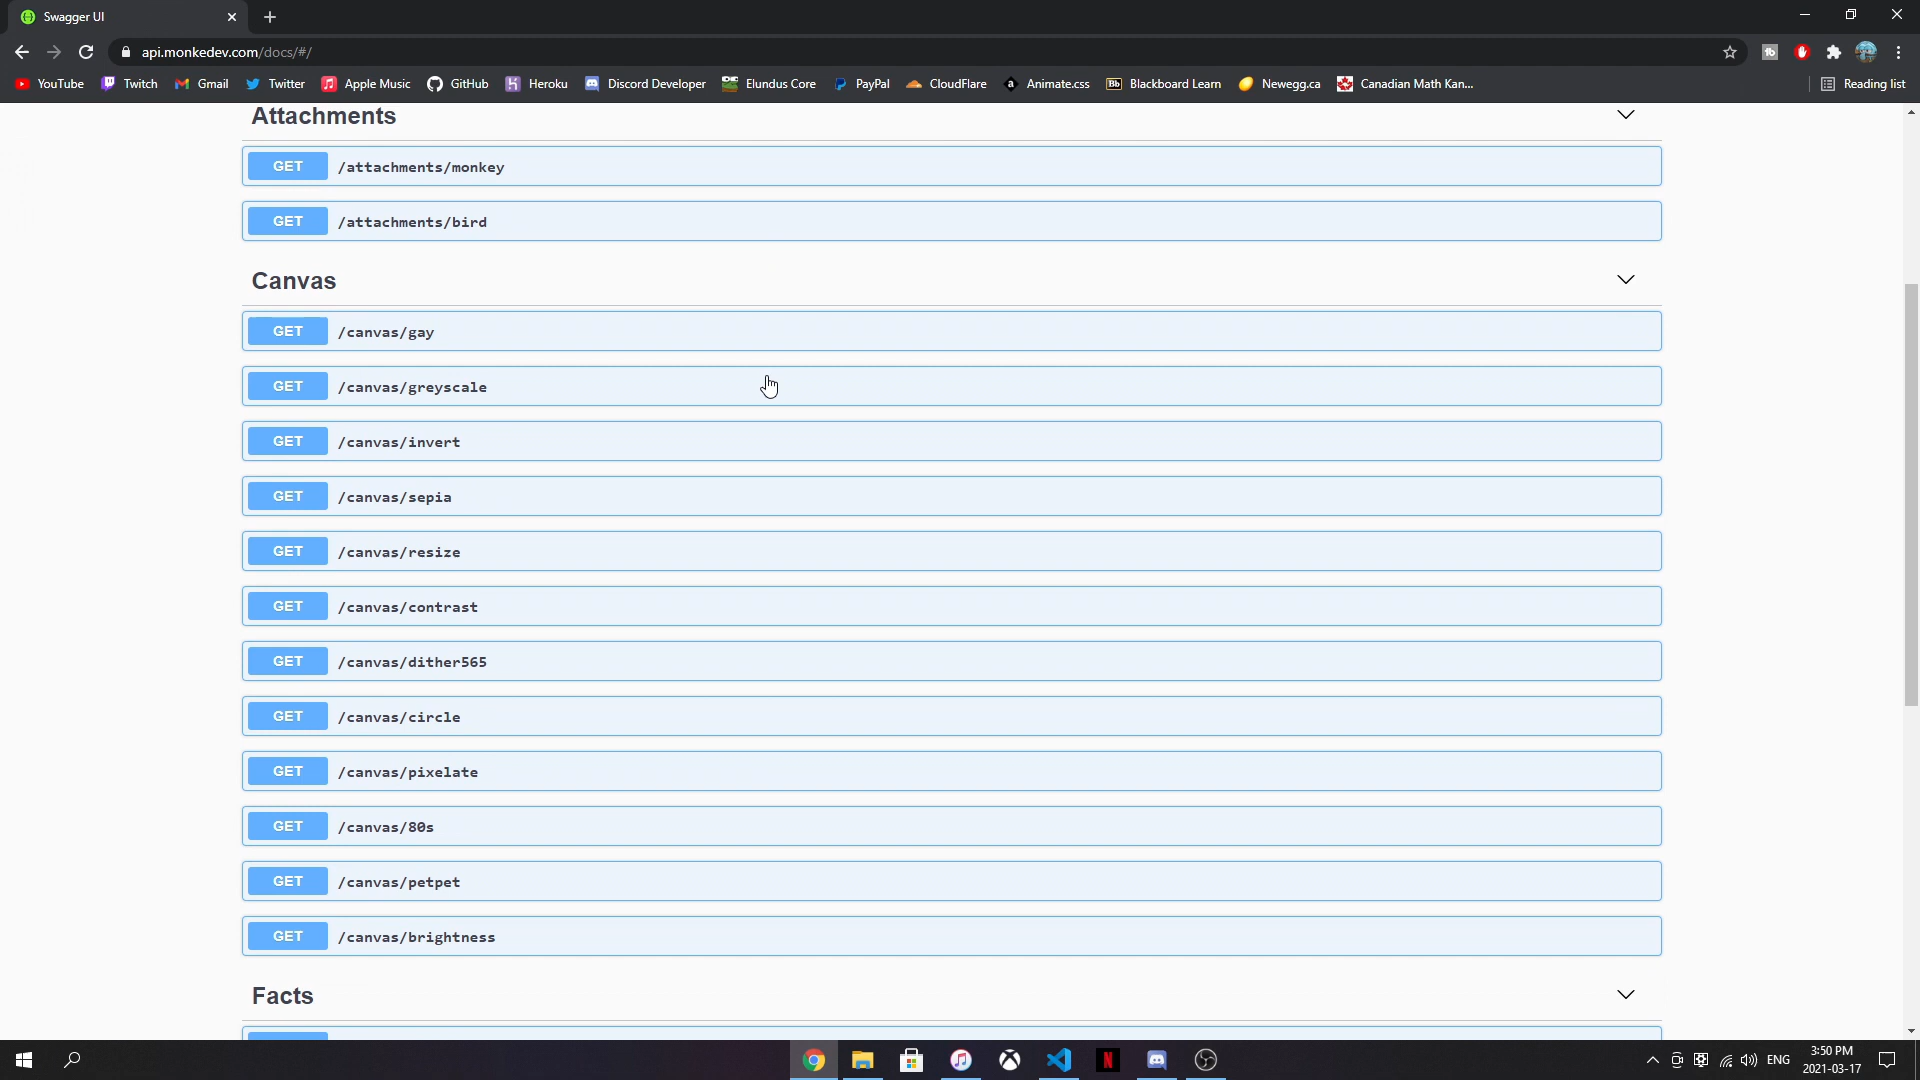 Swagger UI
api.monkedev.com/docs/#/
YouTube Twitch Gmail Twitter Apple Music GitHub Heroku Discord Developer Elundus Core PayPal CloudFlare Animate.css Bb Blackboard Learn Newegg.ca Canadian Math Kan... Reading list
Attachments
GET /attachments/monkey
GET /attachments/bird
Canvas
GET /canvas/gay
GET /canvas/greyscale
GET /canvas/invert
GET /canvas/sepia
GET /canvas/resize
GET /canvas/contrast
GET /canvas/dither565
GET /canvas/circle
GET /canvas/pixelate
GET /canvas/80s
GET /canvas/petpet
GET /canvas/brightness
Facts
ENG
3:50 PM
2021-03-17